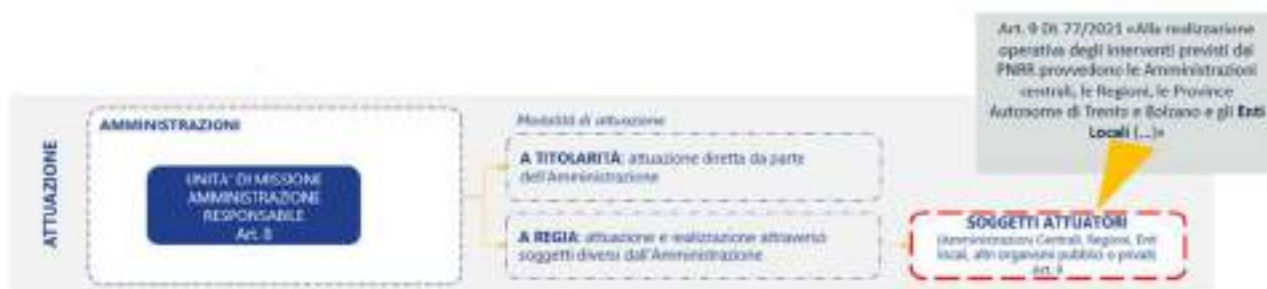 Art. 9 DL 77/2021 «Alla realizzazione
operativa degli interventi previsti dal
PNRR provvedono le Amministrazioni
centrali, le Regioni, le Province
Autonome di Trento e Bolzano e gli Enti
Locali (...)»
ATTUAZIONE
AMMINISTRAZIONI
UNITA' DI MISSIONE
AMMINISTRAZIONE
RESPONSABILE
Art. 8
Modalità di attuazione
A TITOLARITÀ: attuazione diretta da parte
dell'Amministrazione
A REGIA: attuazione e realizzazione attraverso
soggetti diversi dall'Amministrazione
SOGGETTI ATTUATORI
(Amministrazioni Centrali, Regioni, Enti
locali, altri organismi pubblici o privati)
Art. 9